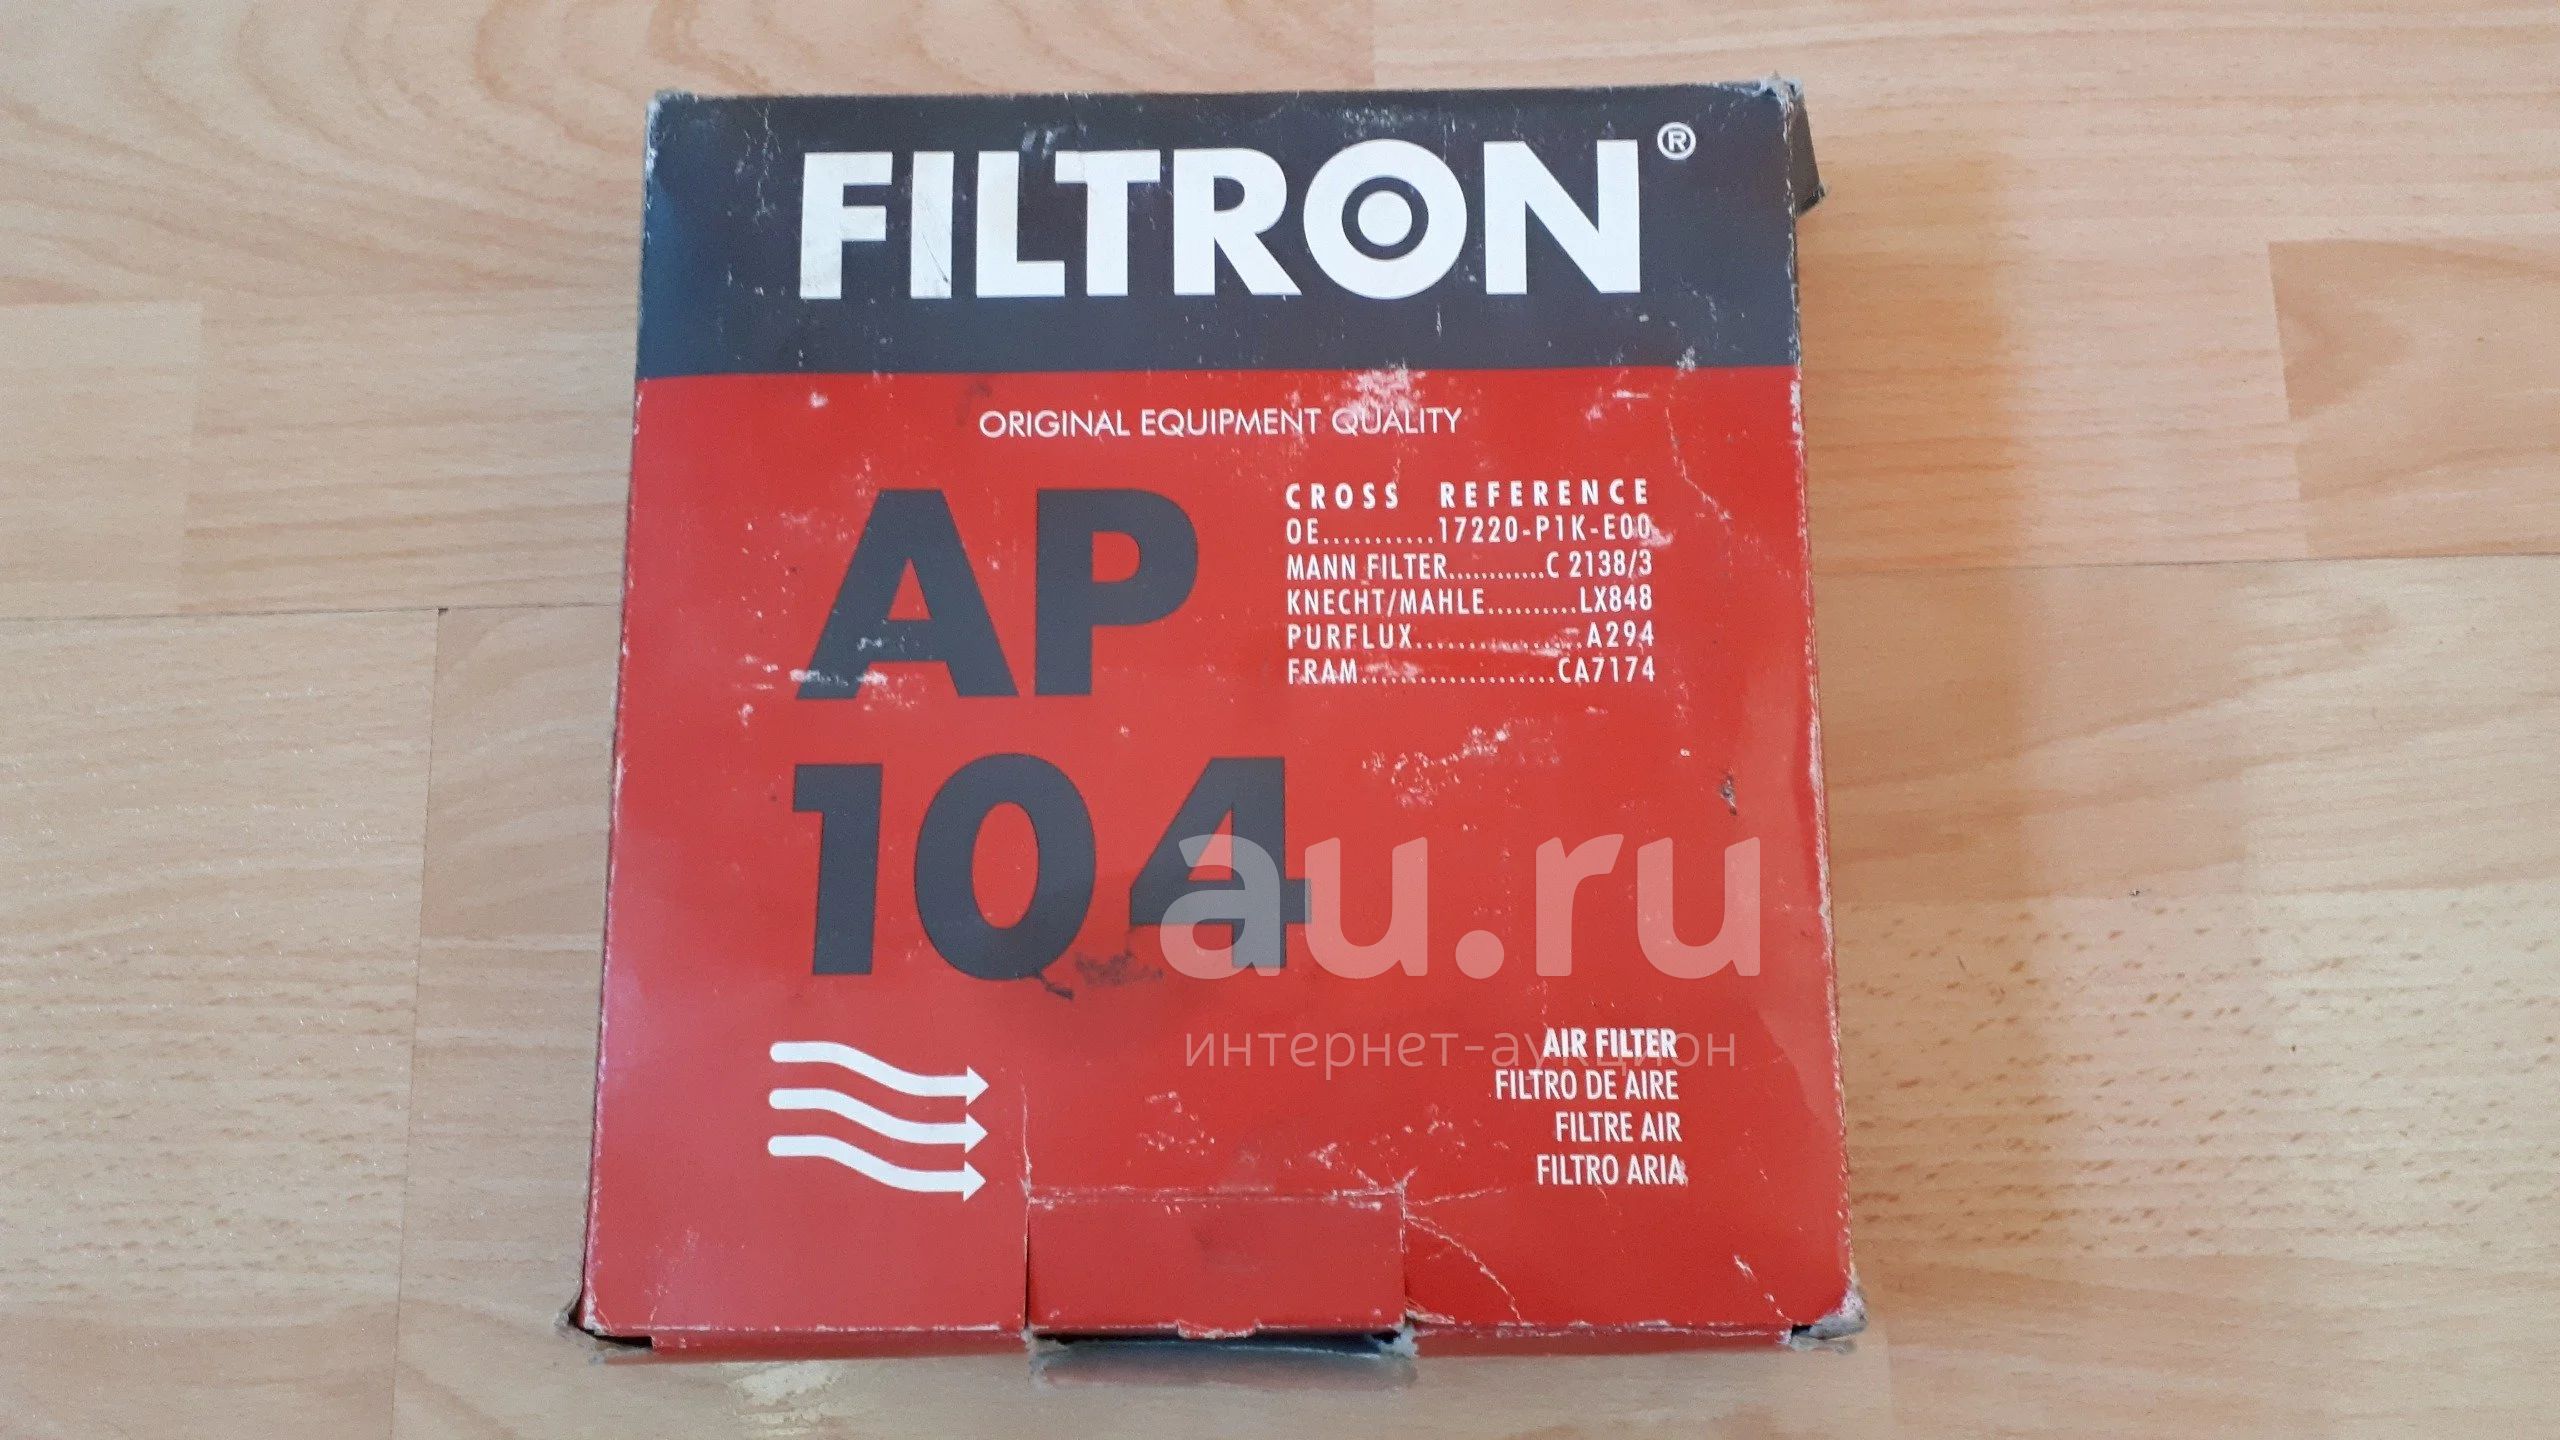 FILTRON®
ORIGINAL EQUIPMENT QUALITY
AP
104
CROSS REFERENCE
OE...........17220-P1K-E00
MANN FILTER............C 2138/3
KNECHT/MAHLE..........LX848
PURFLUX................A294
FRAM....................CA7174
au.ru
интернет-аукцион
AIR FILTER
FILTRO DE AIRE
FILTRE AIR
FILTRO ARIA